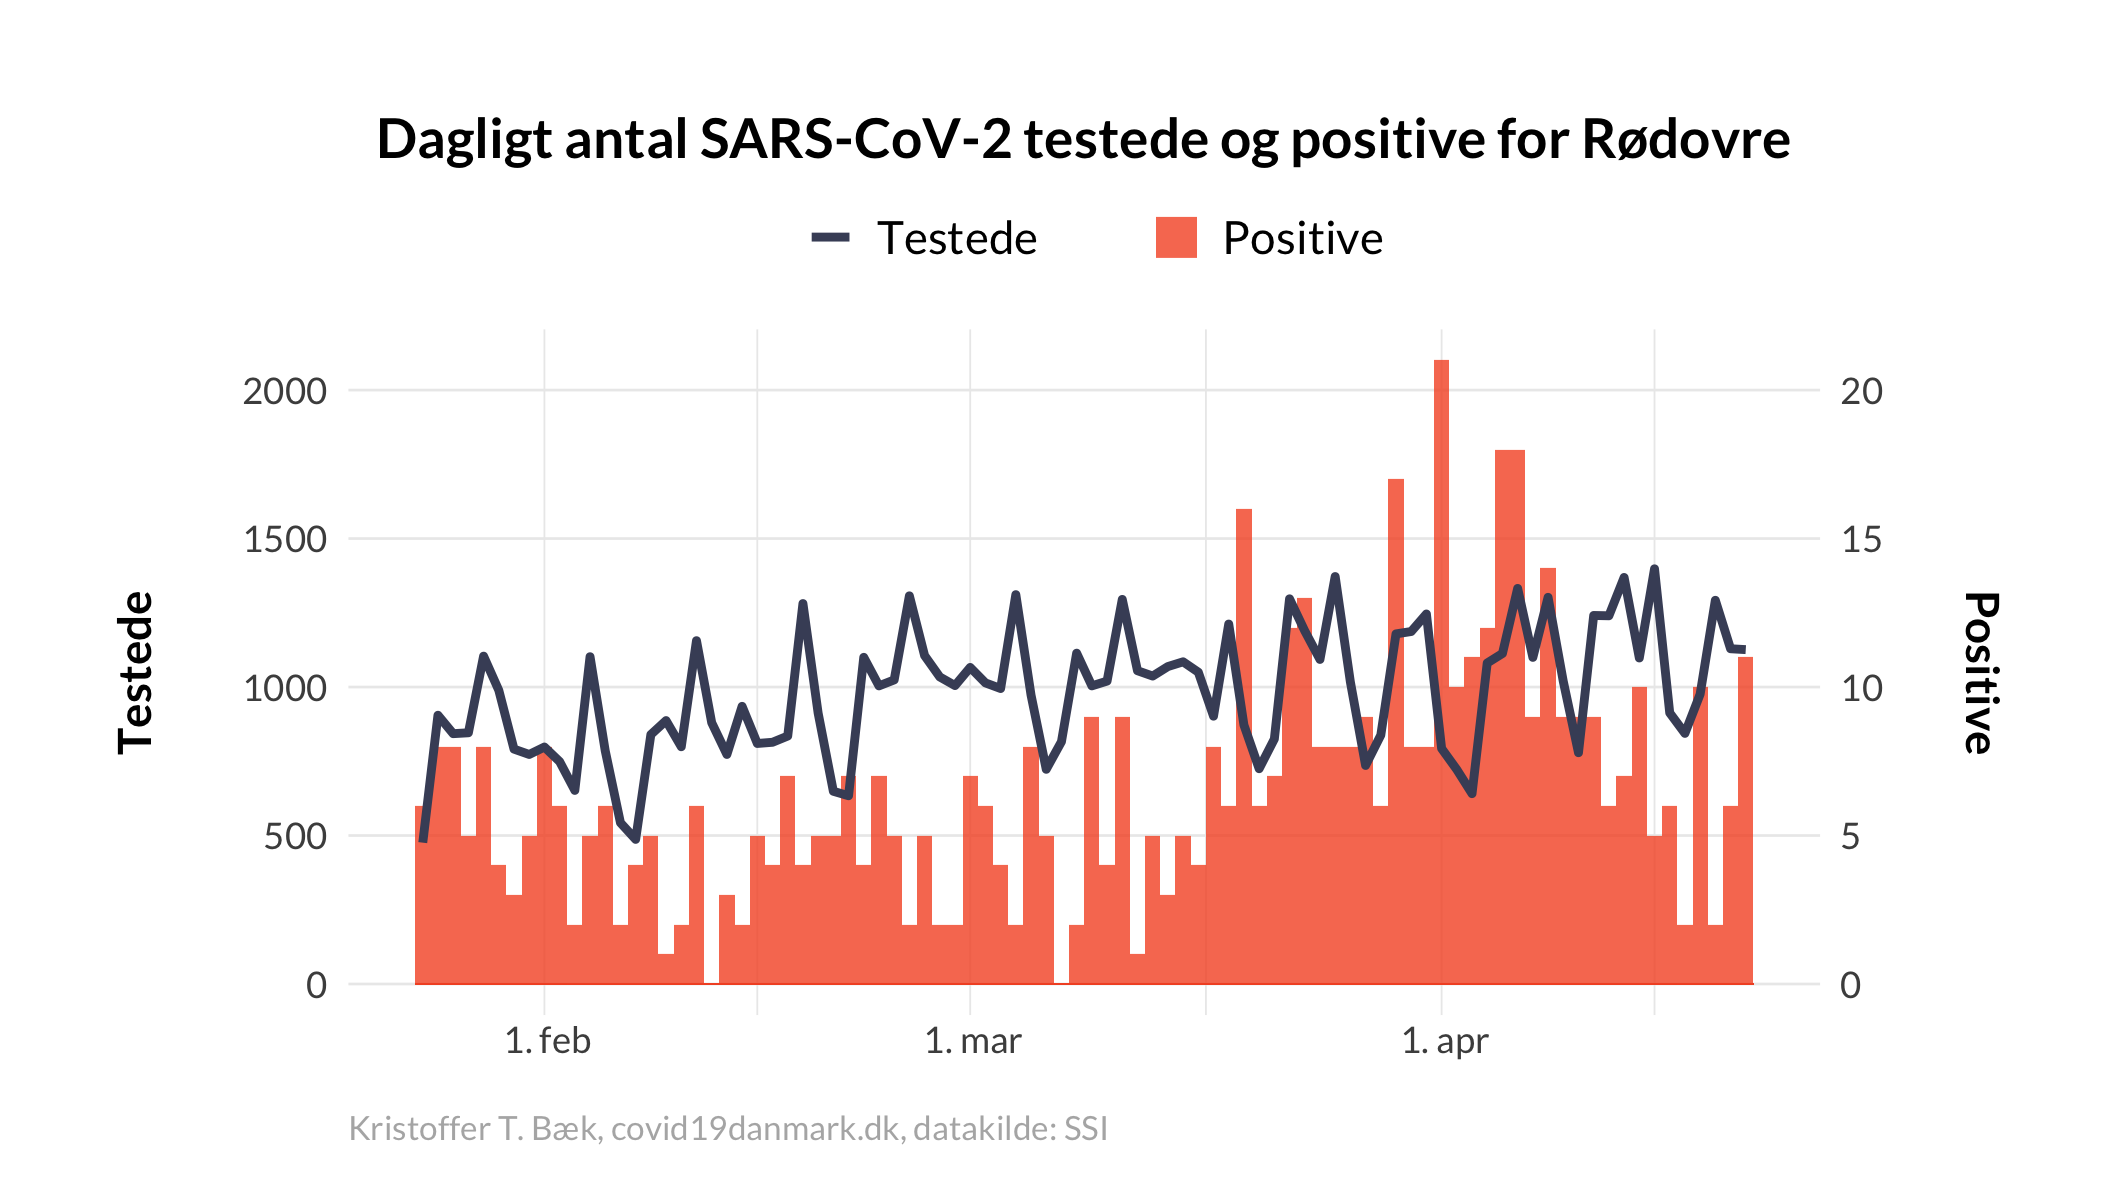 Dagligt antal SARS-CoV-2 testede og positive for Rødovre
Testede Positive
2000 20
1500 15
1000 10
500 5
0 0
Testede
Positive
1. feb 1. mar 1. apr
Kristoffer T. Bæk, covid19danmark.dk, datakilde: SSI